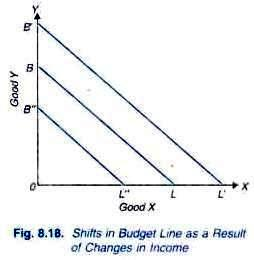 Y
B'
B
B"
Good Y
0
L"
L
L'
X
Good X
Fig. 8.18. Shifts in Budget Line as a Result
of Changes in Income